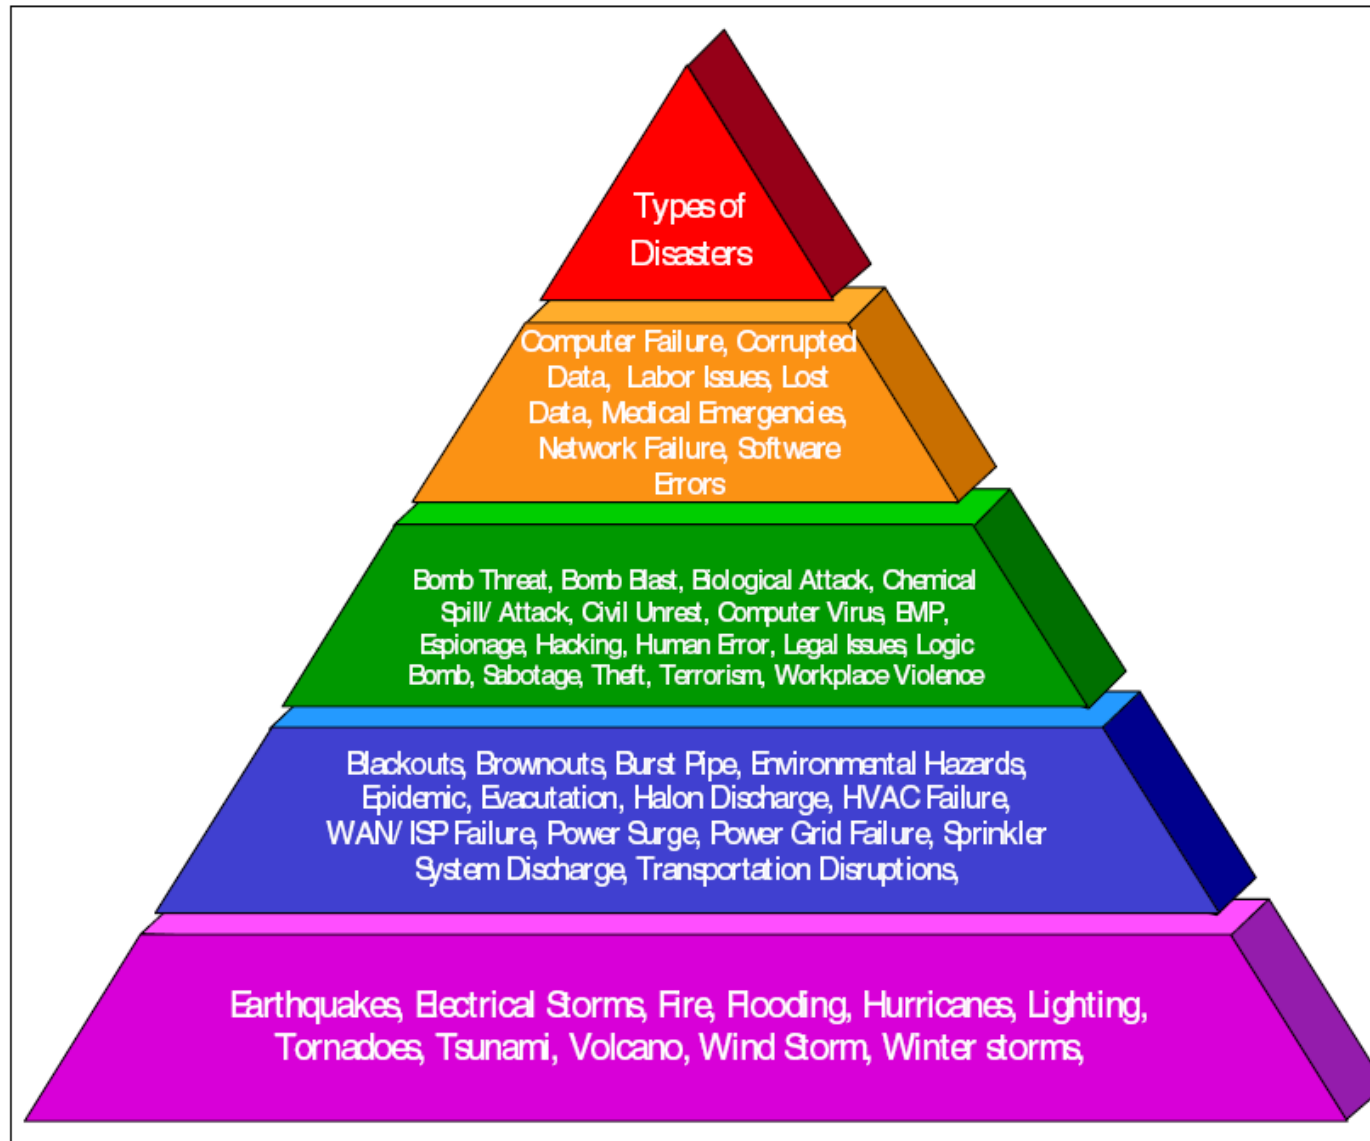 Types of
Disasters
Computer Failure, Corrupted
Data, Labor Issues, Lost
Data, Medical Emergencies,
Network Failure, Software
Errors
Bomb Threat, Bomb Blast, Biological Attack, Chemical
Spill/ Attack, Civil Unrest, Computer Virus, EMP,
Espionage, Hacking, Human Error, Legal Issues, Logic
Bomb, Sabotage, Theft, Terrorism, Workplace Violence
Blackouts, Brownouts, Burst Pipe, Environmental Hazards,
Epidemic, Evacutation, Halon Discharge, HVAC Failure,
WAN/ ISP Failure, Power Surge, Power Grid Failure, Sprinkler
System Discharge, Transportation Disruptions,
Earthquakes, Electrical Storms, Fire, Flooding, Hurricanes, Lighting,
Tornadoes, Tsunami, Volcano, Wind Storm, Winter storms,